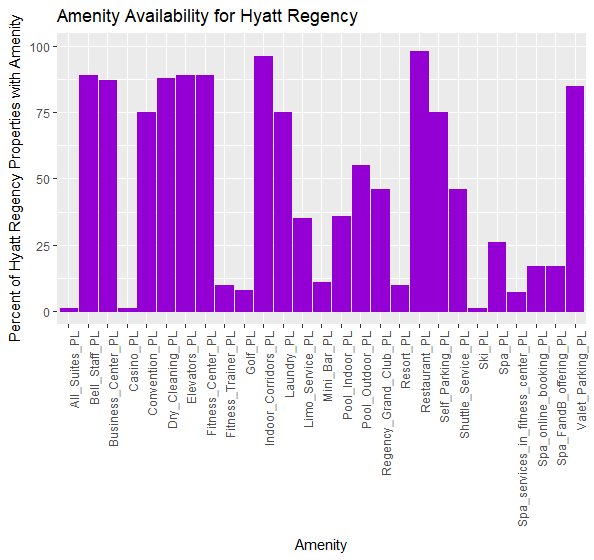 Amenity Availability for Hyatt Regency
Percent of Hyatt Regency Properties with Amenity
100
75
50
25
0
All_Suites_PL
Bell_Staff_PL
Business_Center_PL
Casino_PL
Convention_PL
Dry_Cleaning_PL
Elevators_PL
Fitness_Center_PL
Fitness_Trainer_PL
Golf_PL
Indoor_Corridors_PL
Laundry_PL
Limo_Service_PL
Mini_Bar_PL
Pool_Indoor_PL
Pool_Outdoor_PL
Regency_Grand_Club_PL
Resort_PL
Restaurant_PL
Self_Parking_PL
Shuttle_Service_PL
Ski_PL
Spa_PL
Spa_services_in_fitness_center_PL
Spa_online_booking_PL
Spa_FandB_offering_PL
Valet_Parking_PL
Amenity